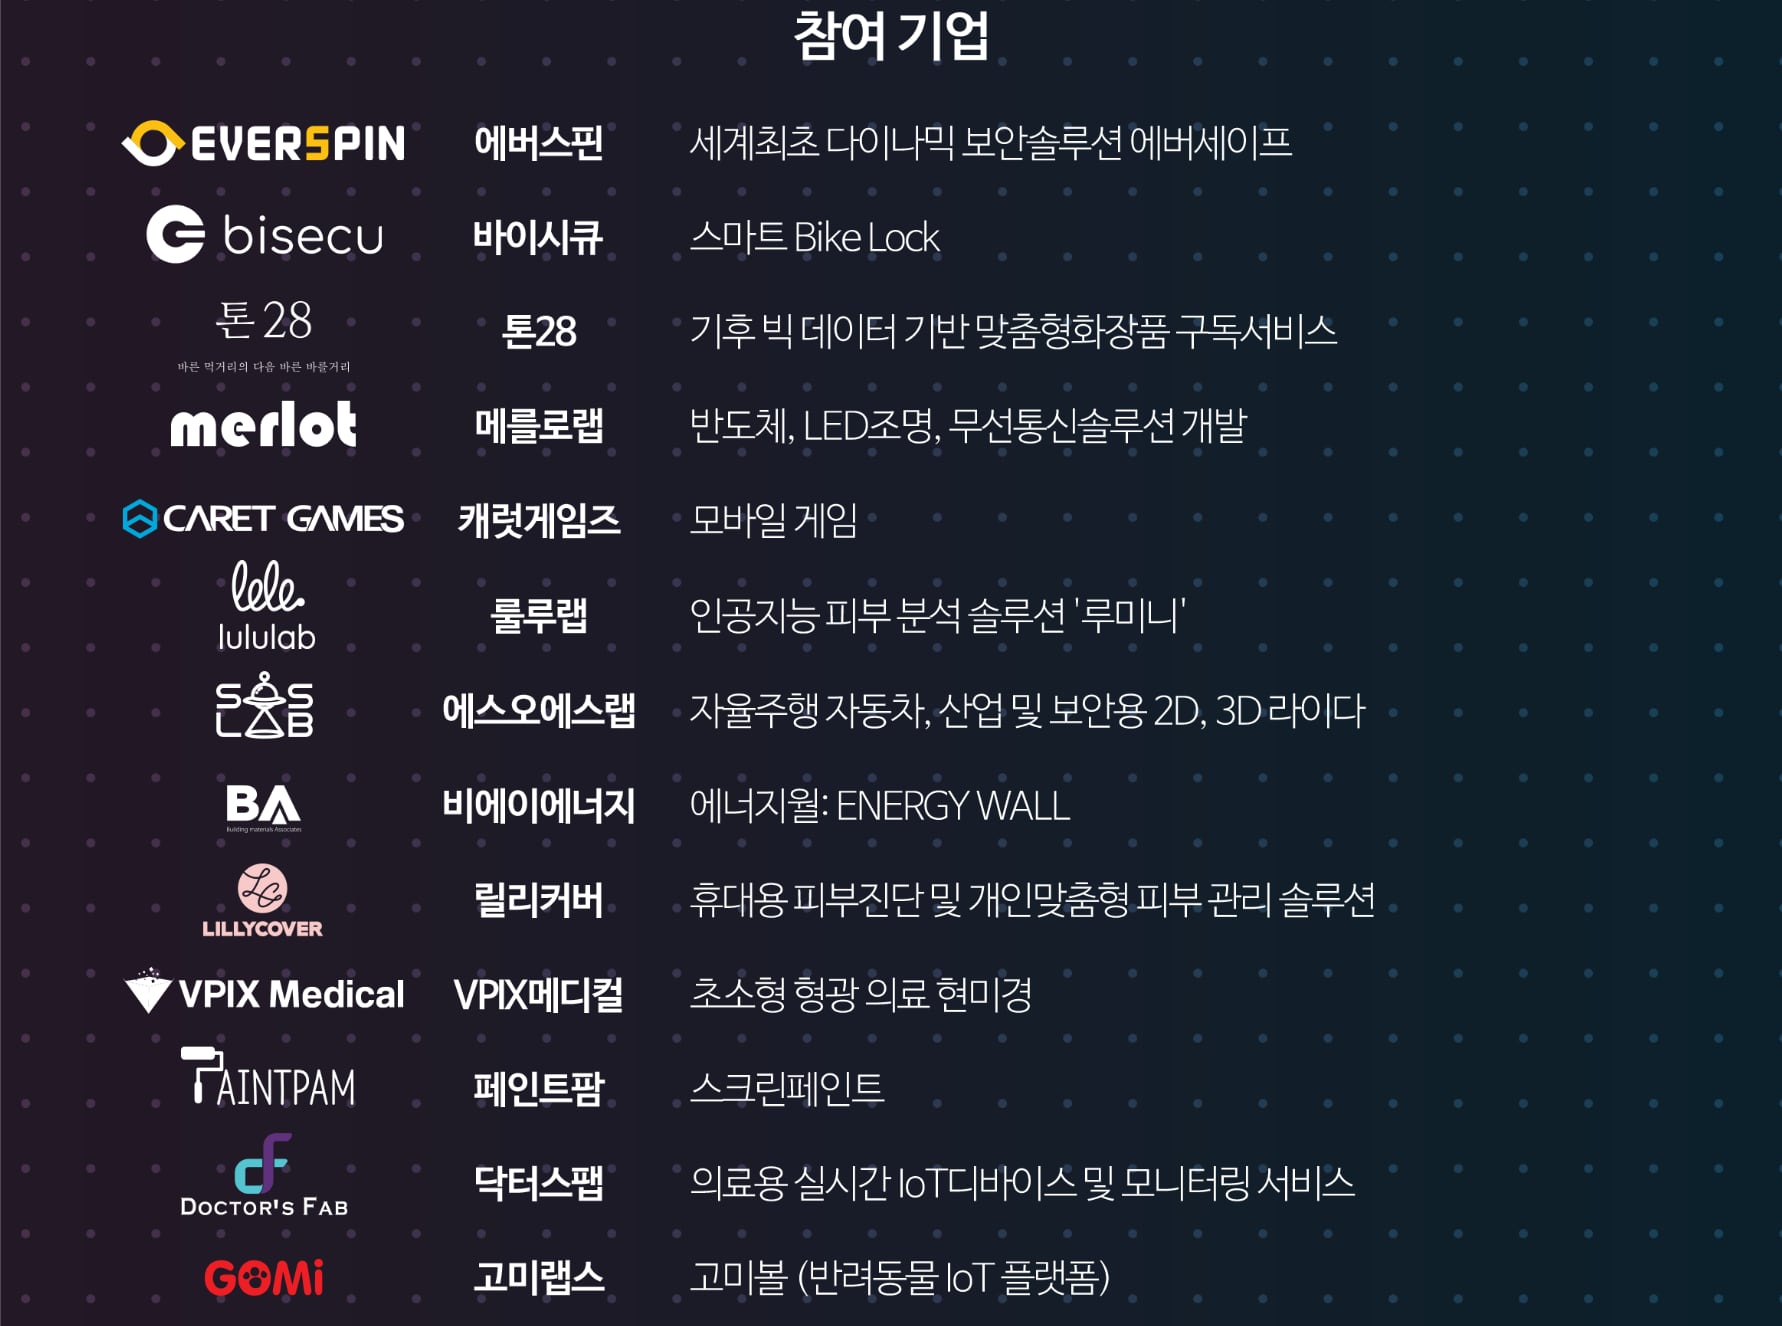 참여 기업
EVERSPIN 에버스핀 세계최초 다이나믹 보안솔루션 에버세이프
bisecu 바이시큐 스마트 Bike Lock
톤28 톤28 기후 빅 데이터 기반 맞춤형화장품 구독서비스
바른 먹거리의 다음 바른 바를거리
merlot 메를로랩 반도체, LED조명, 무선통신솔루션 개발
CARET GAMES 캐럿게임즈 모바일 게임
lele.
lululab 룰루랩 인공지능 피부 분석 솔루션 '루미니'
SOS LAB 에스오에스랩 자율주행 자동차, 산업 및 보안용 2D, 3D 라이다
BA 비에이에너지 에너지월: ENERGY WALL
Building materials Associates
LC
LILLYCOVER 릴리커버 휴대용 피부진단 및 개인맞춤형 피부 관리 솔루션
VPIX Medical VPIX메디컬 초소형 형광 의료 현미경
PAINTPAM 페인트팜 스크린페인트
DF
DOCTOR'S FAB 닥터스팹 의료용 실시간 IoT디바이스 및 모니터링 서비스
GOMi 고미랩스 고미볼 (반려동물 IoT 플랫폼)